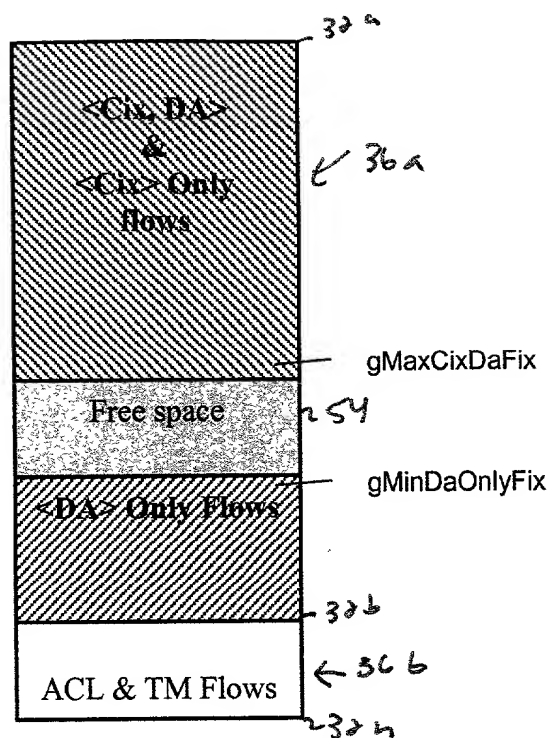 32a
<Cix, DA>
&
<Cix> Only
flows
36a
gMaxCixDaFix
Free space
54
gMinDaOnlyFix
<DA> Only Flows
32b
36b
ACL & TM Flows
32n